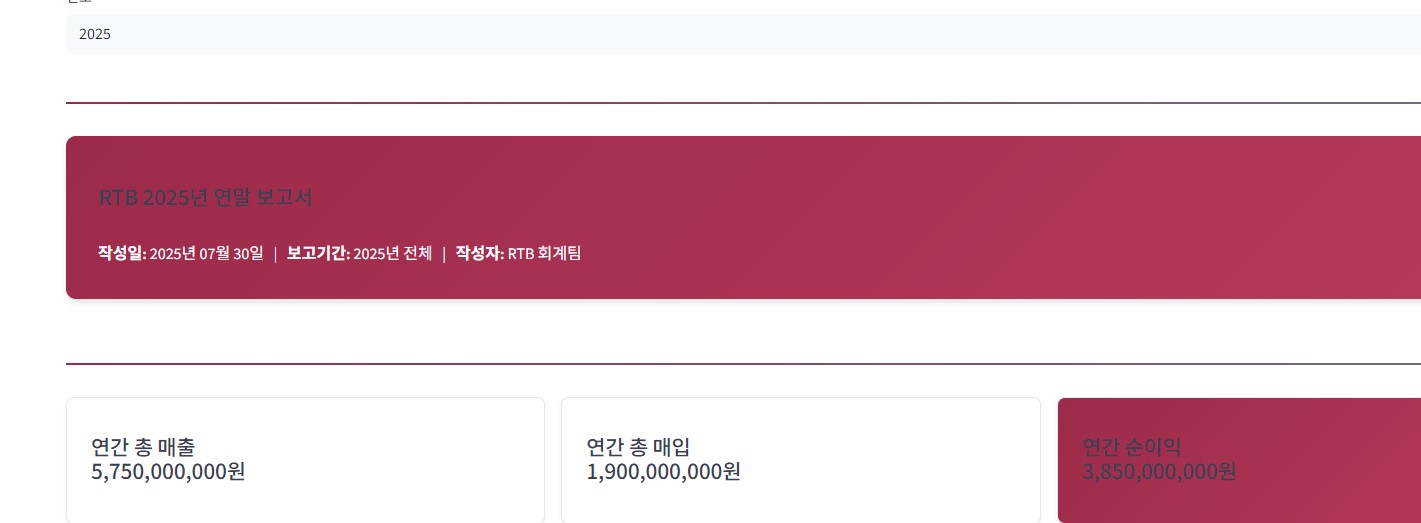 2025
RTB 2025년 연말 보고서
작성일: 2025년 07월 30일 | 보고기간: 2025년 전체 | 작성자: RTB 회계팀
연간 총 매출
5,750,000,000원
연간 총 매입
1,900,000,000원
연간 순이익
3,850,000,000원